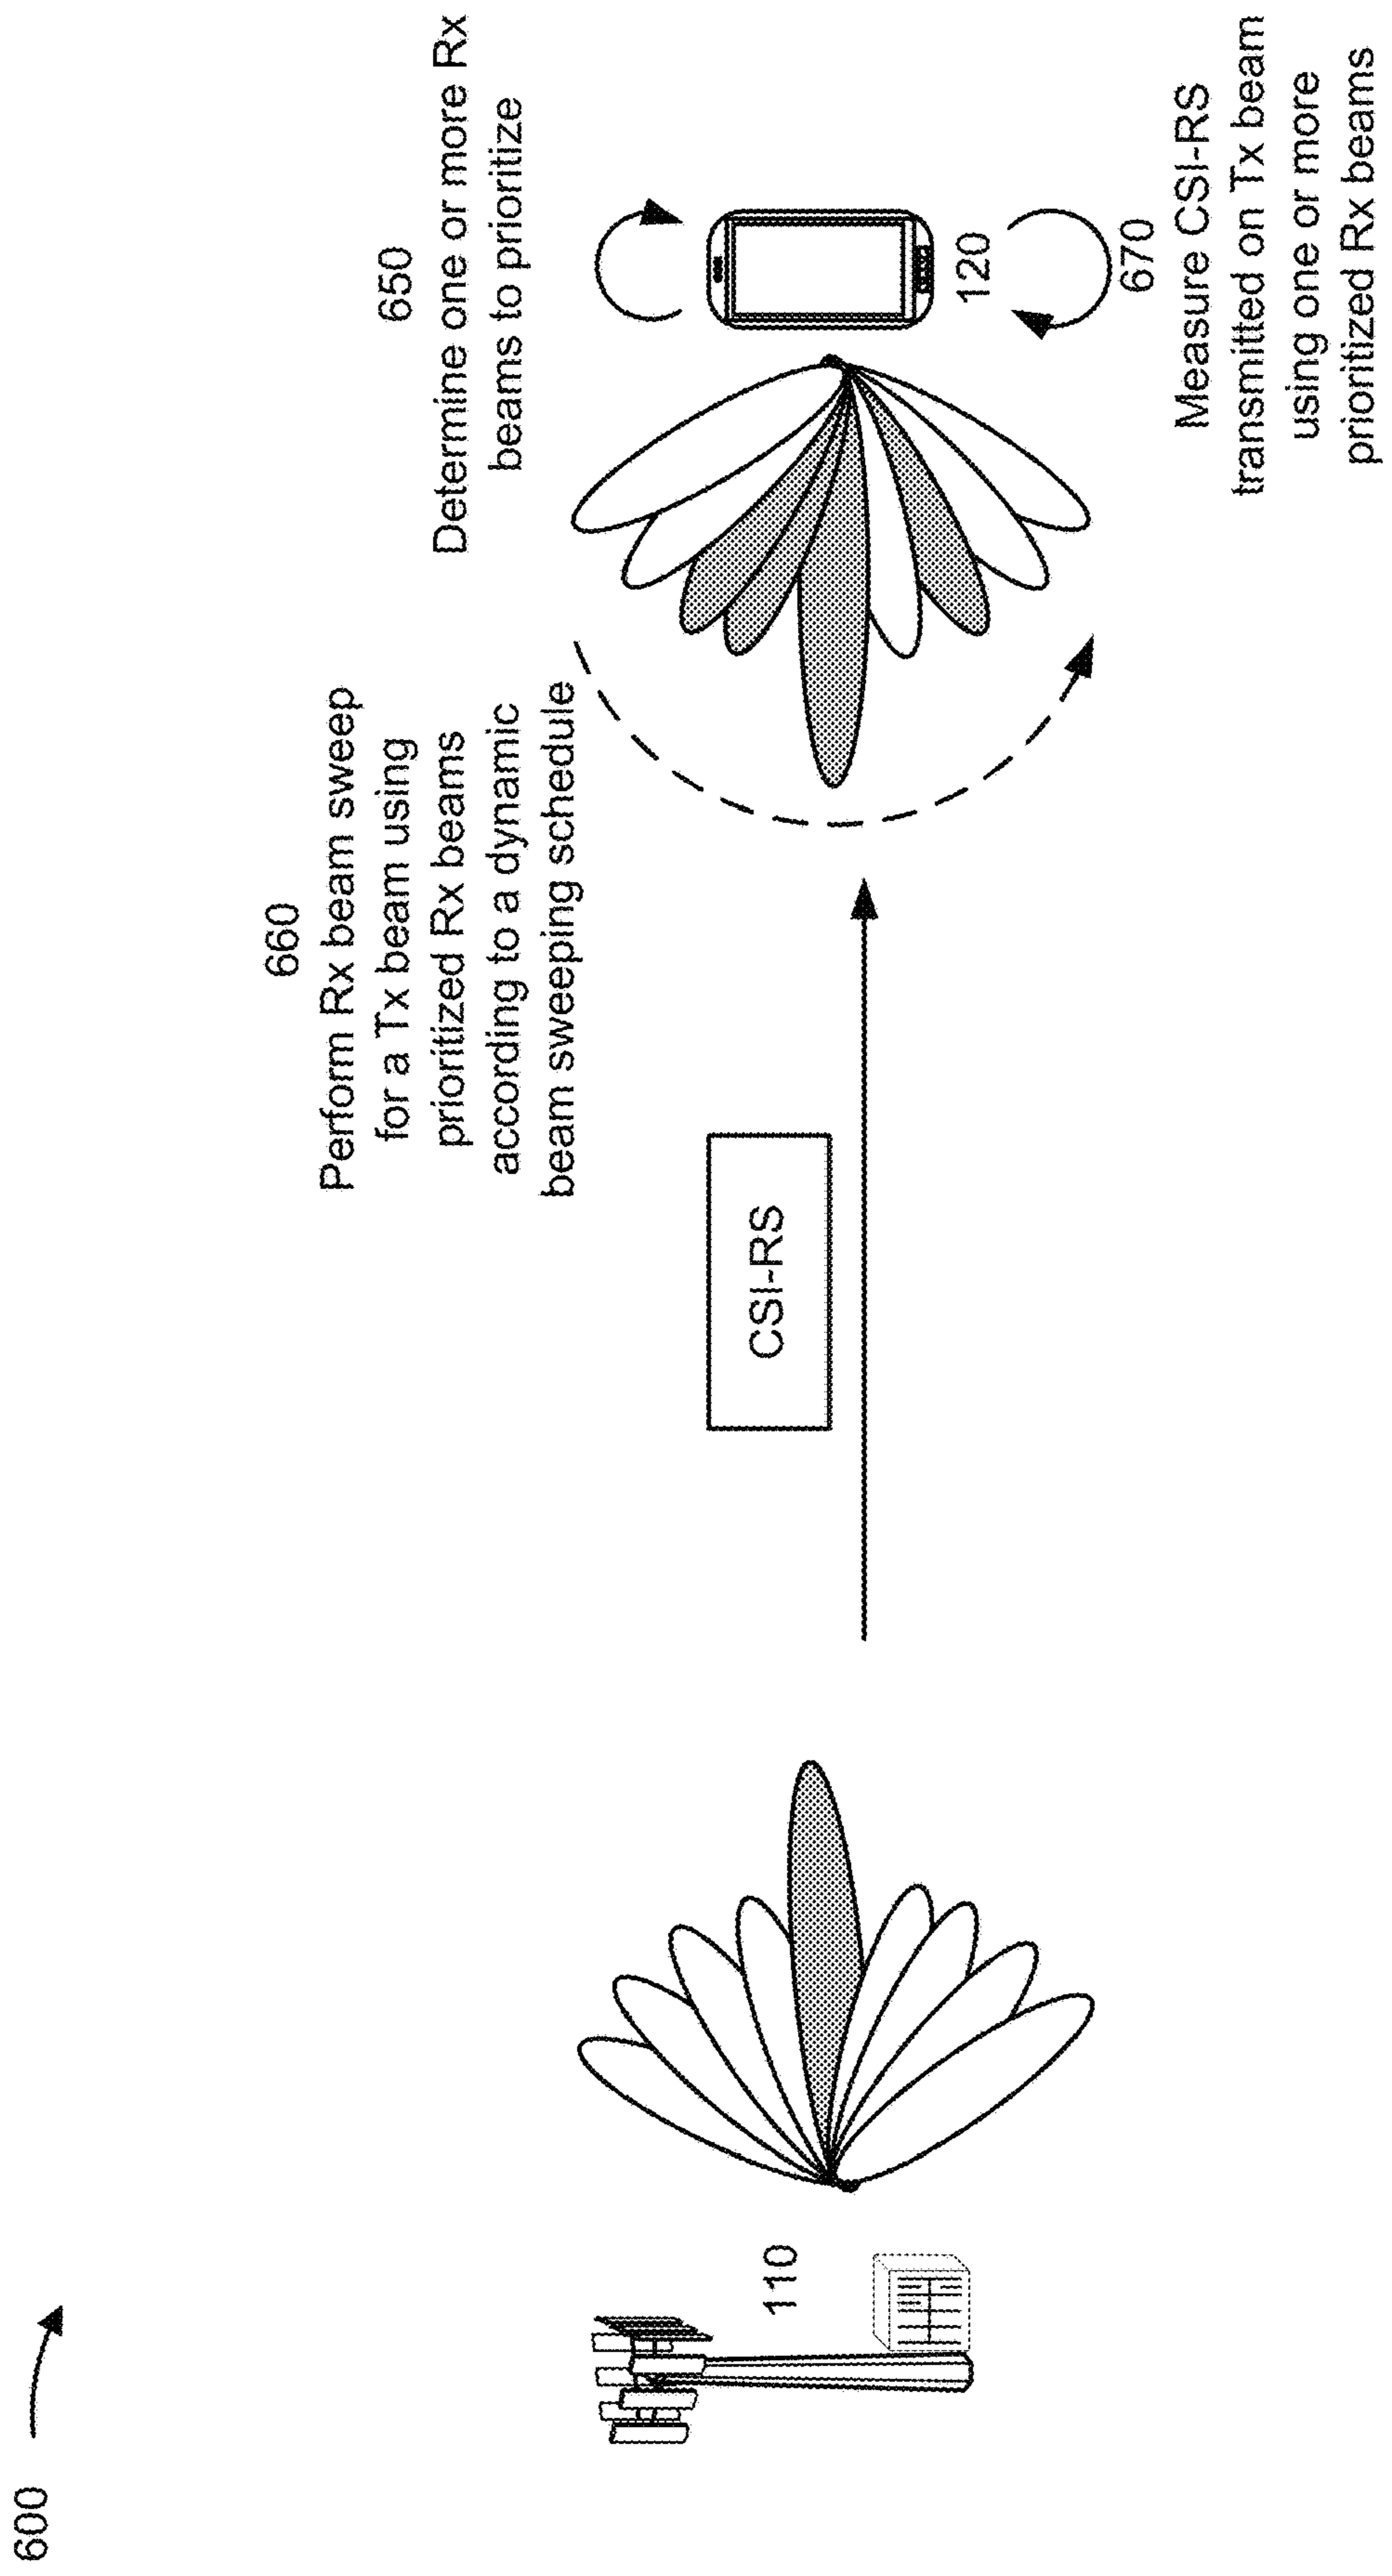 600
660
Perform Rx beam sweep
for a Tx beam using
prioritized Rx beams
according to a dynamic
beam sweeping schedule
650
Determine one or more Rx
beams to prioritize
110
CSI-RS
120
670
Measure CSI-RS
transmitted on Tx beam
using one or more
prioritized Rx beams